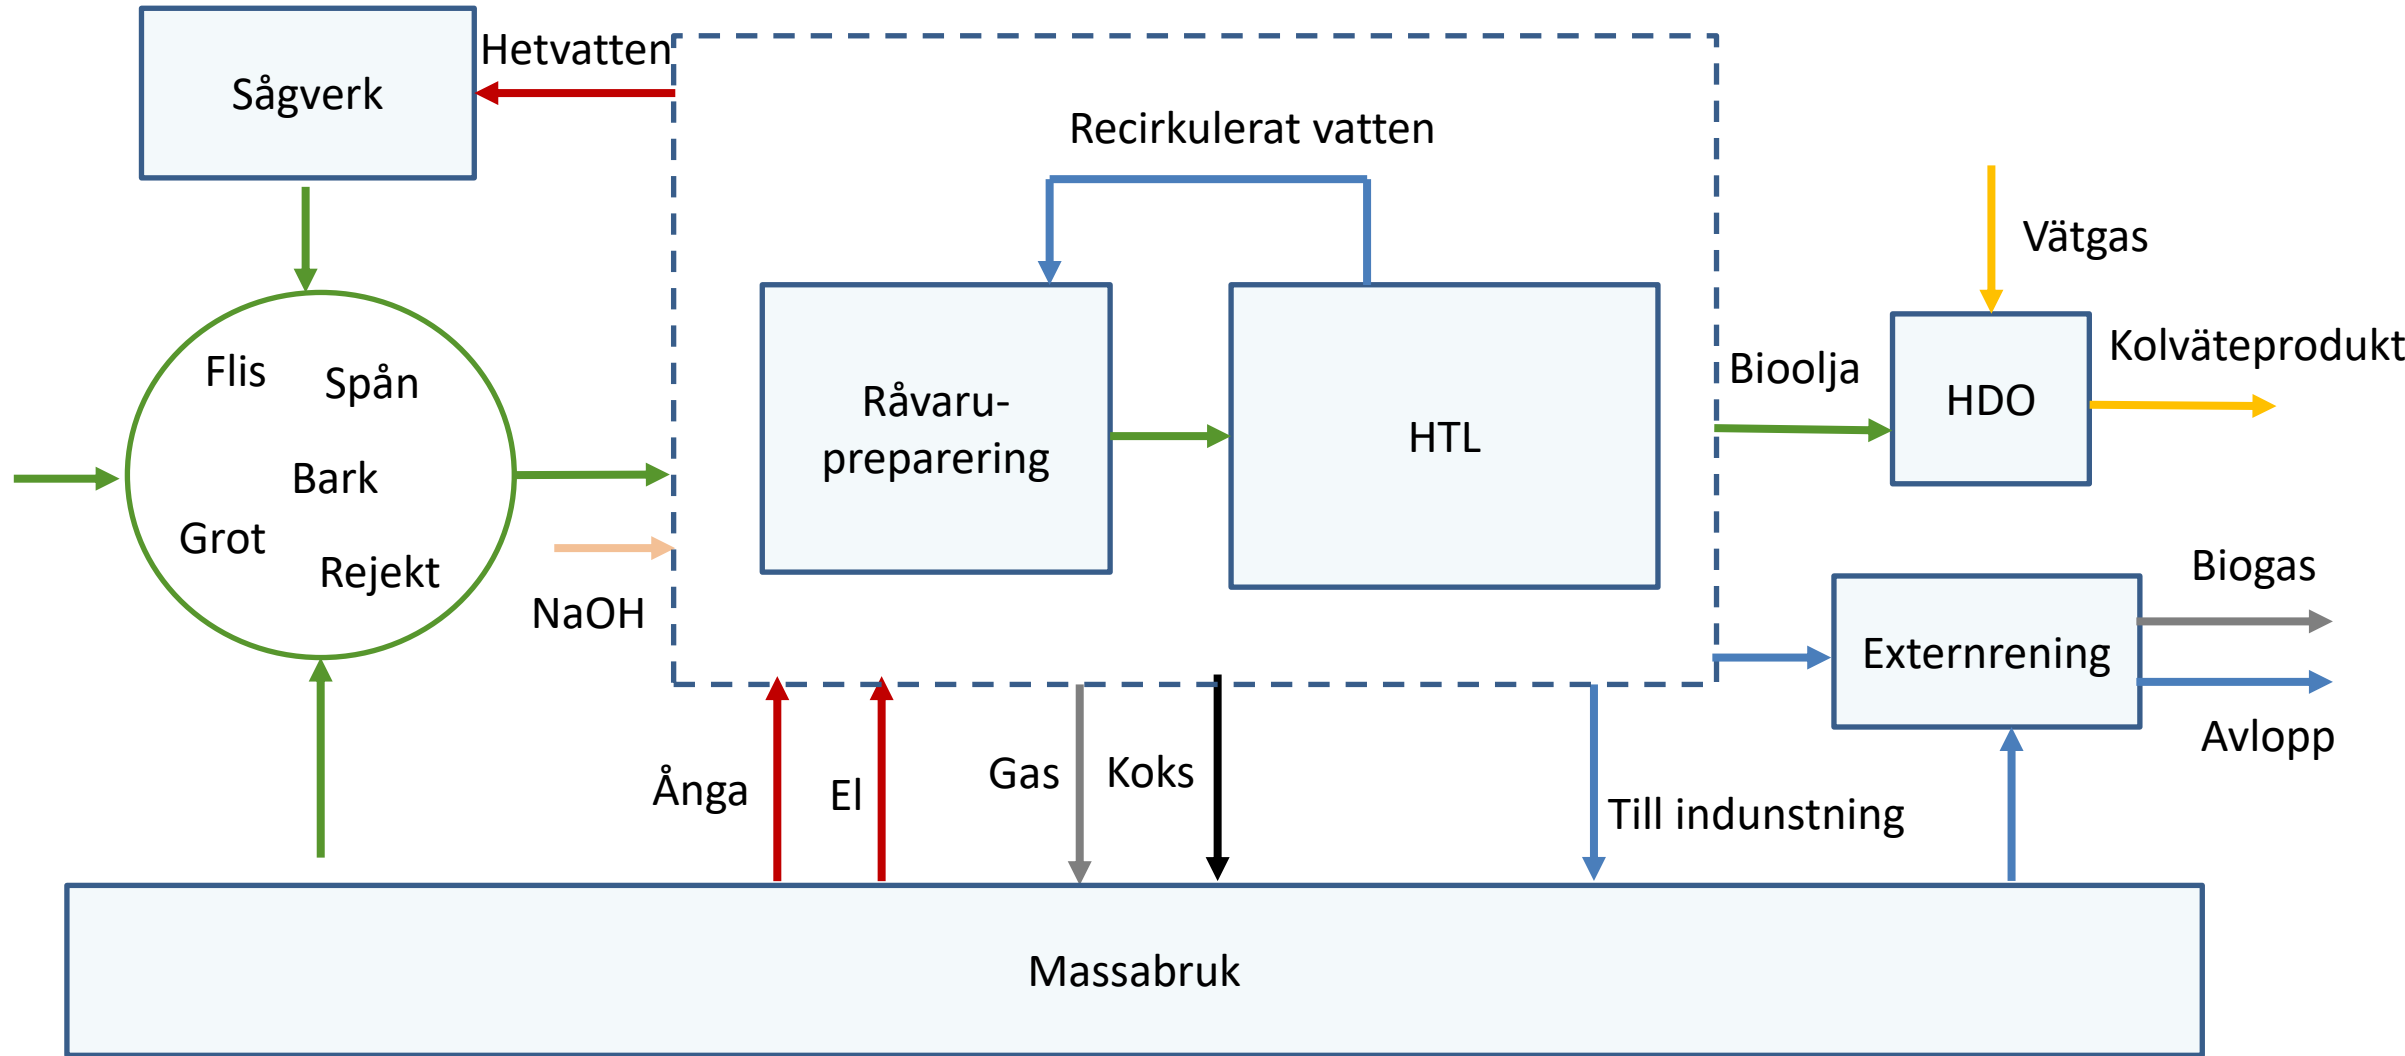 Hetvatten
Sågverk
Recirkulerat vatten
Vätgas
Flis
Spån
Bark
Grot
Rejekt
NaOH
Råvaru-
preparering
HTL
Bioolja
HDO
Kolväteprodukt
Biogas
Externrening
Avlopp
Ånga
El
Gas
Koks
Till indunstning
Massabruk